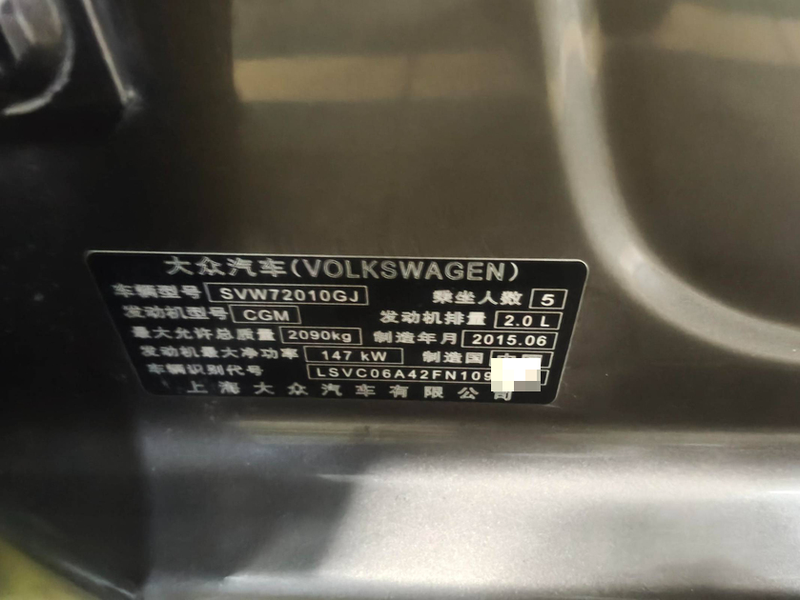 大众汽车(VOLKSWAGEN)
车辆型号 SVW72010GJ 乘坐人数 5
发动机型号 CGM 发动机排量 2.0 L
最大允许总质量 2090kg 制造年月 2015.06
发动机最大净功率 147 kW 制造国 中国
车辆识别代号 LSVC06A42FN109
上海大众汽车有限公司